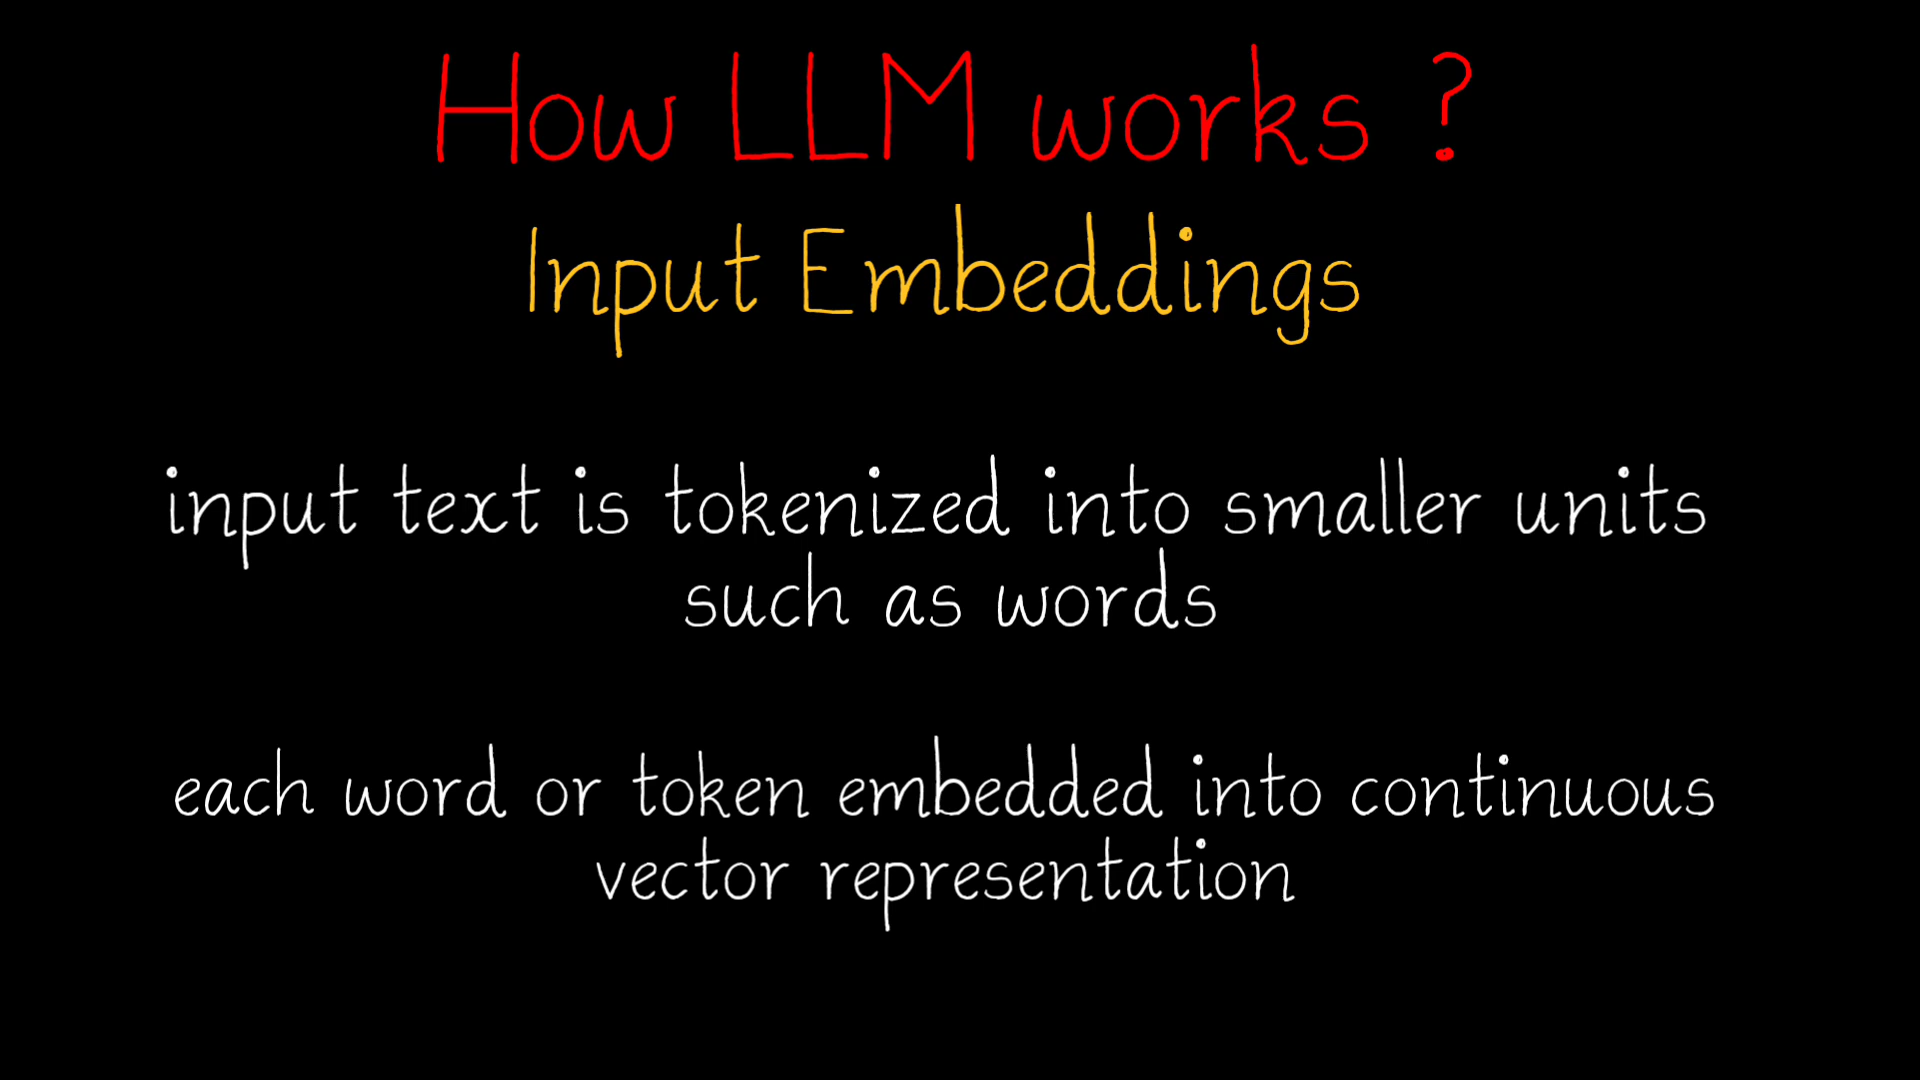 How LLM works ?
Input Embeddings
input text is tokenized into smaller units
such as words
each word or token embedded into continuous
vector representation